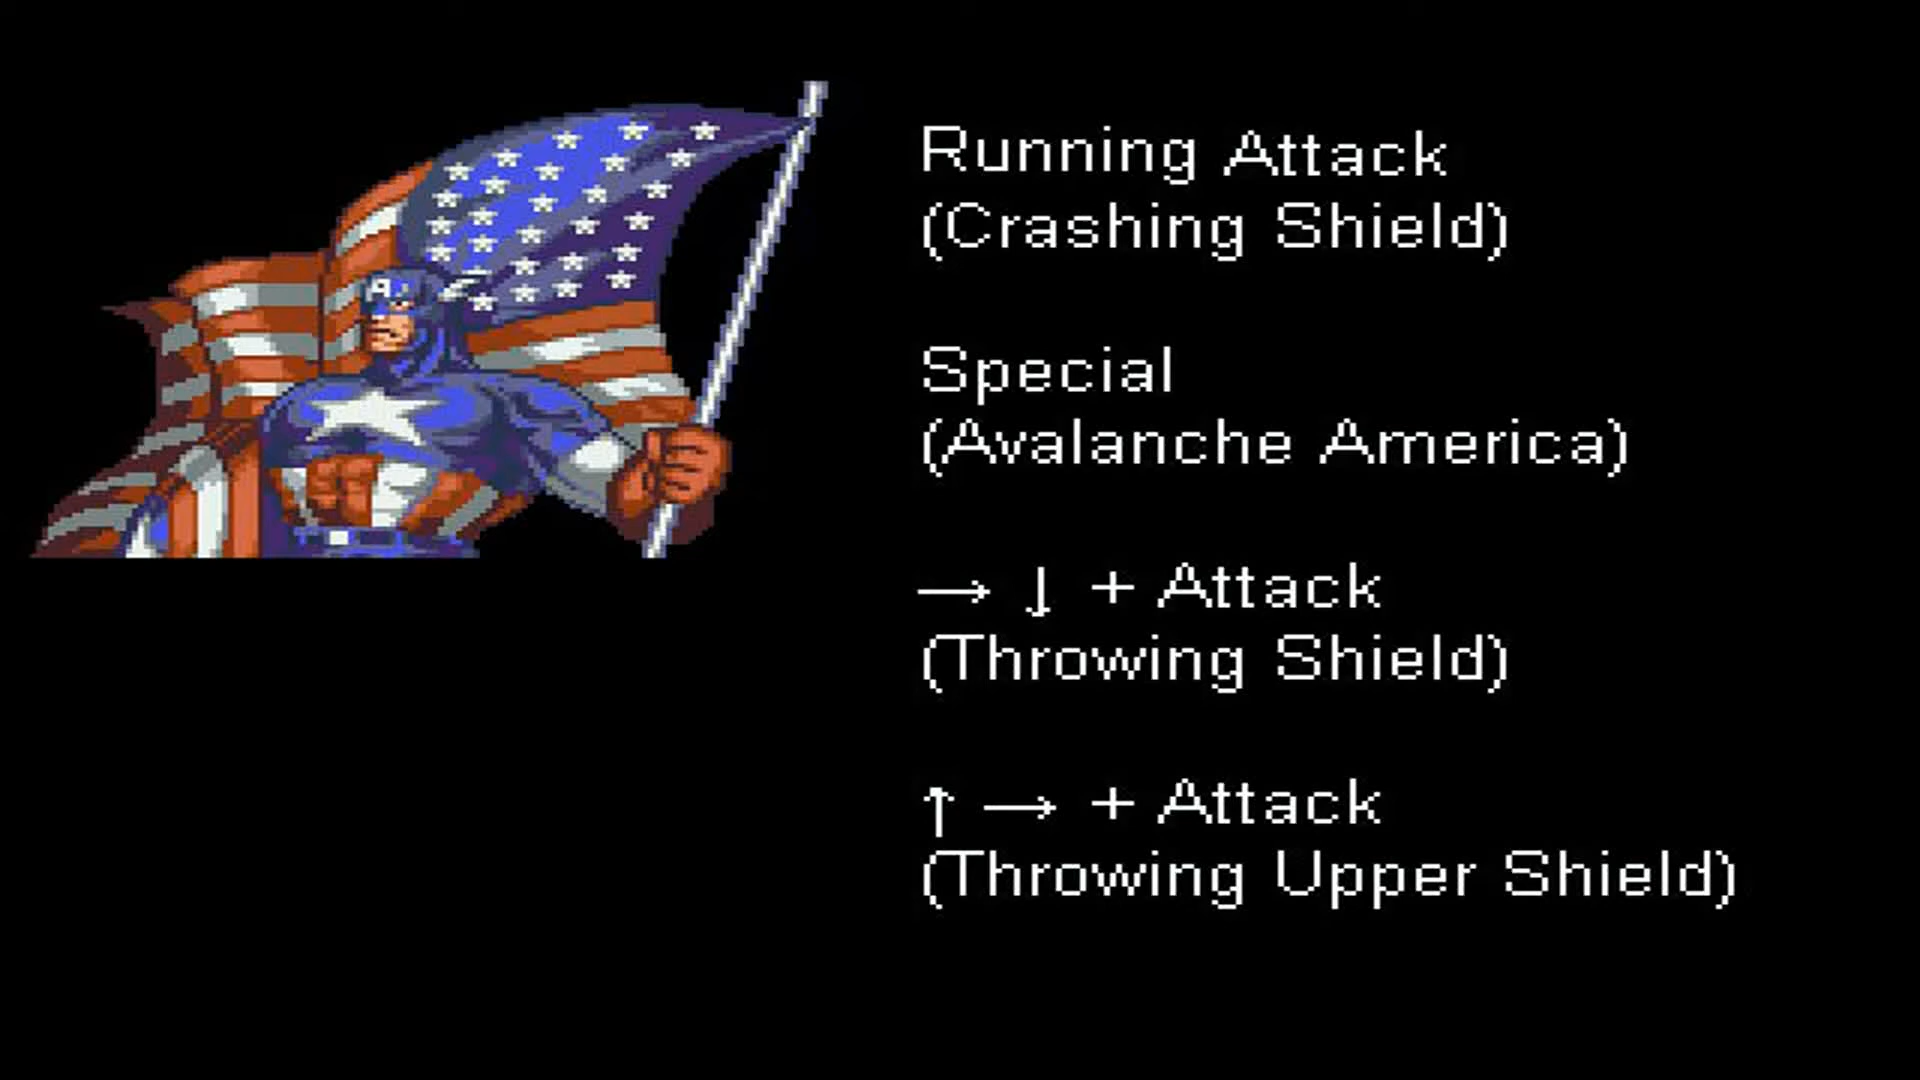 Running Attack
(Crashing Shield)
Special
(Avalanche America)
→ ↓ + Attack
(Throwing Shield)
↑ → + Attack
(Throwing Upper Shield)